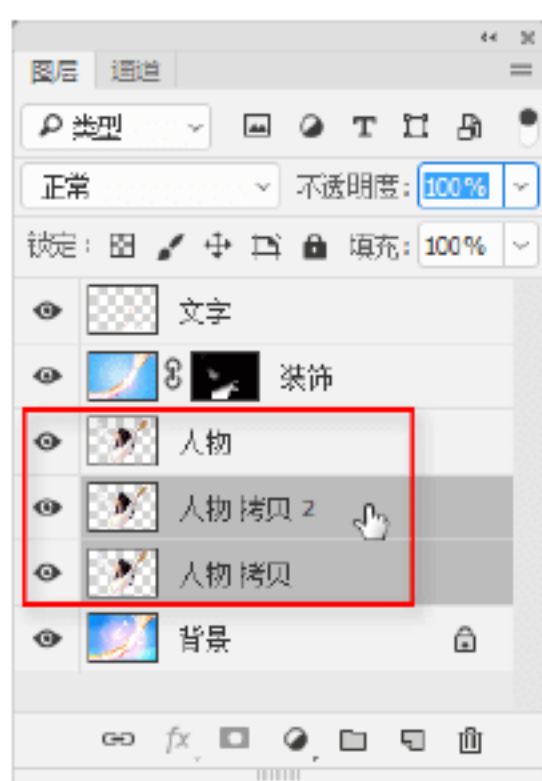 图层 通道
类型
正常 不透明度: 100%
锁定: 填充: 100%
文字
装饰
人物
人物 拷贝 2
人物 拷贝
背景
fx